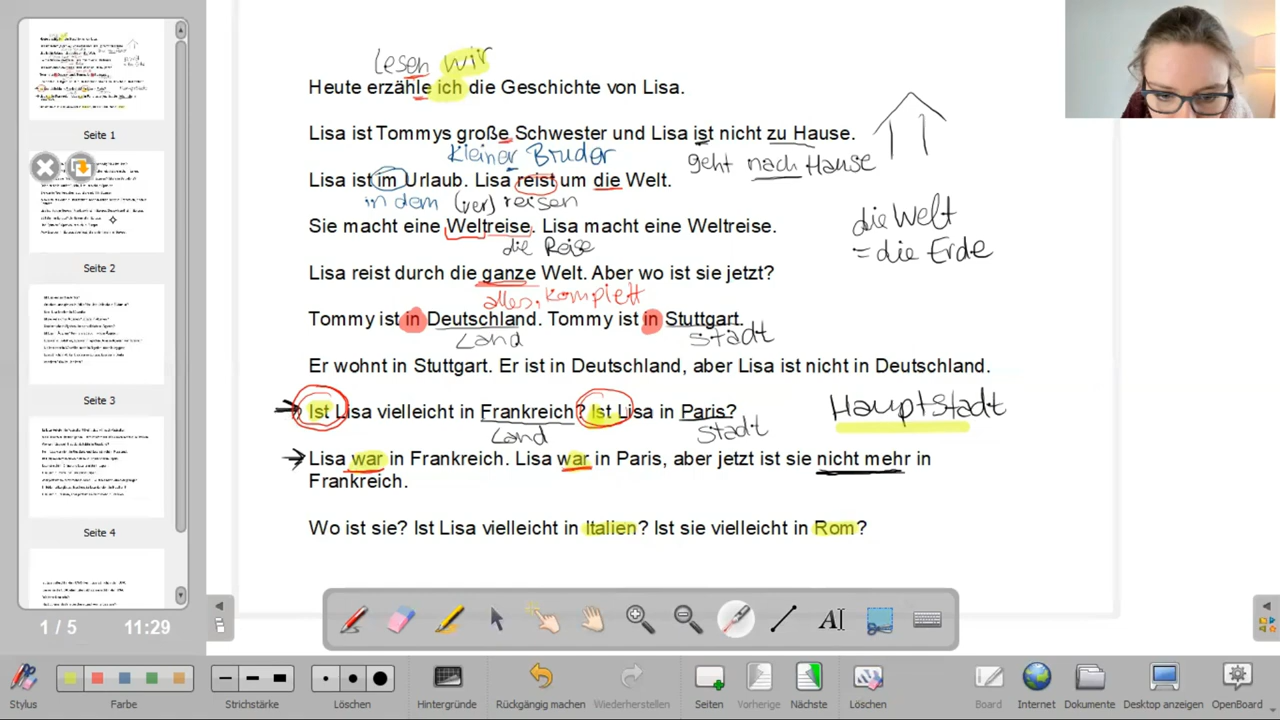 lesen wir
Heute erzähle ich die Geschichte von Lisa.
Lisa ist Tommys große Schwester und Lisa ist nicht zu Hause.
kleiner Bruder
geht nach Hause
Lisa ist im Urlaub. Lisa reist um die Welt.
in dem (ver) reisen
die Welt
= die Erde
Sie macht eine Weltreise. Lisa macht eine Weltreise.
die Reise
Lisa reist durch die ganze Welt. Aber wo ist sie jetzt?
alles, komplett
Tommy ist in Deutschland. Tommy ist in Stuttgart.
Land Stadt
Er wohnt in Stuttgart. Er ist in Deutschland, aber Lisa ist nicht in Deutschland.
Ist Lisa vielleicht in Frankreich? Ist Lisa in Paris?
Hauptstadt
Land Stadt
Lisa war in Frankreich. Lisa war in Paris, aber jetzt ist sie nicht mehr in
Frankreich.
Wo ist sie? Ist Lisa vielleicht in Italien? Ist sie vielleicht in Rom?
Seite 1
Seite 2
Seite 3
Seite 4
1 / 5 11:29
Stylus
Farbe
Strichstärke
Löschen
Hintergründe
Rückgängig machen
Wiederherstellen
Seiten
Vorherige
Nächste
Löschen
Board
Internet
Dokumente
Desktop anzeigen
OpenBoard